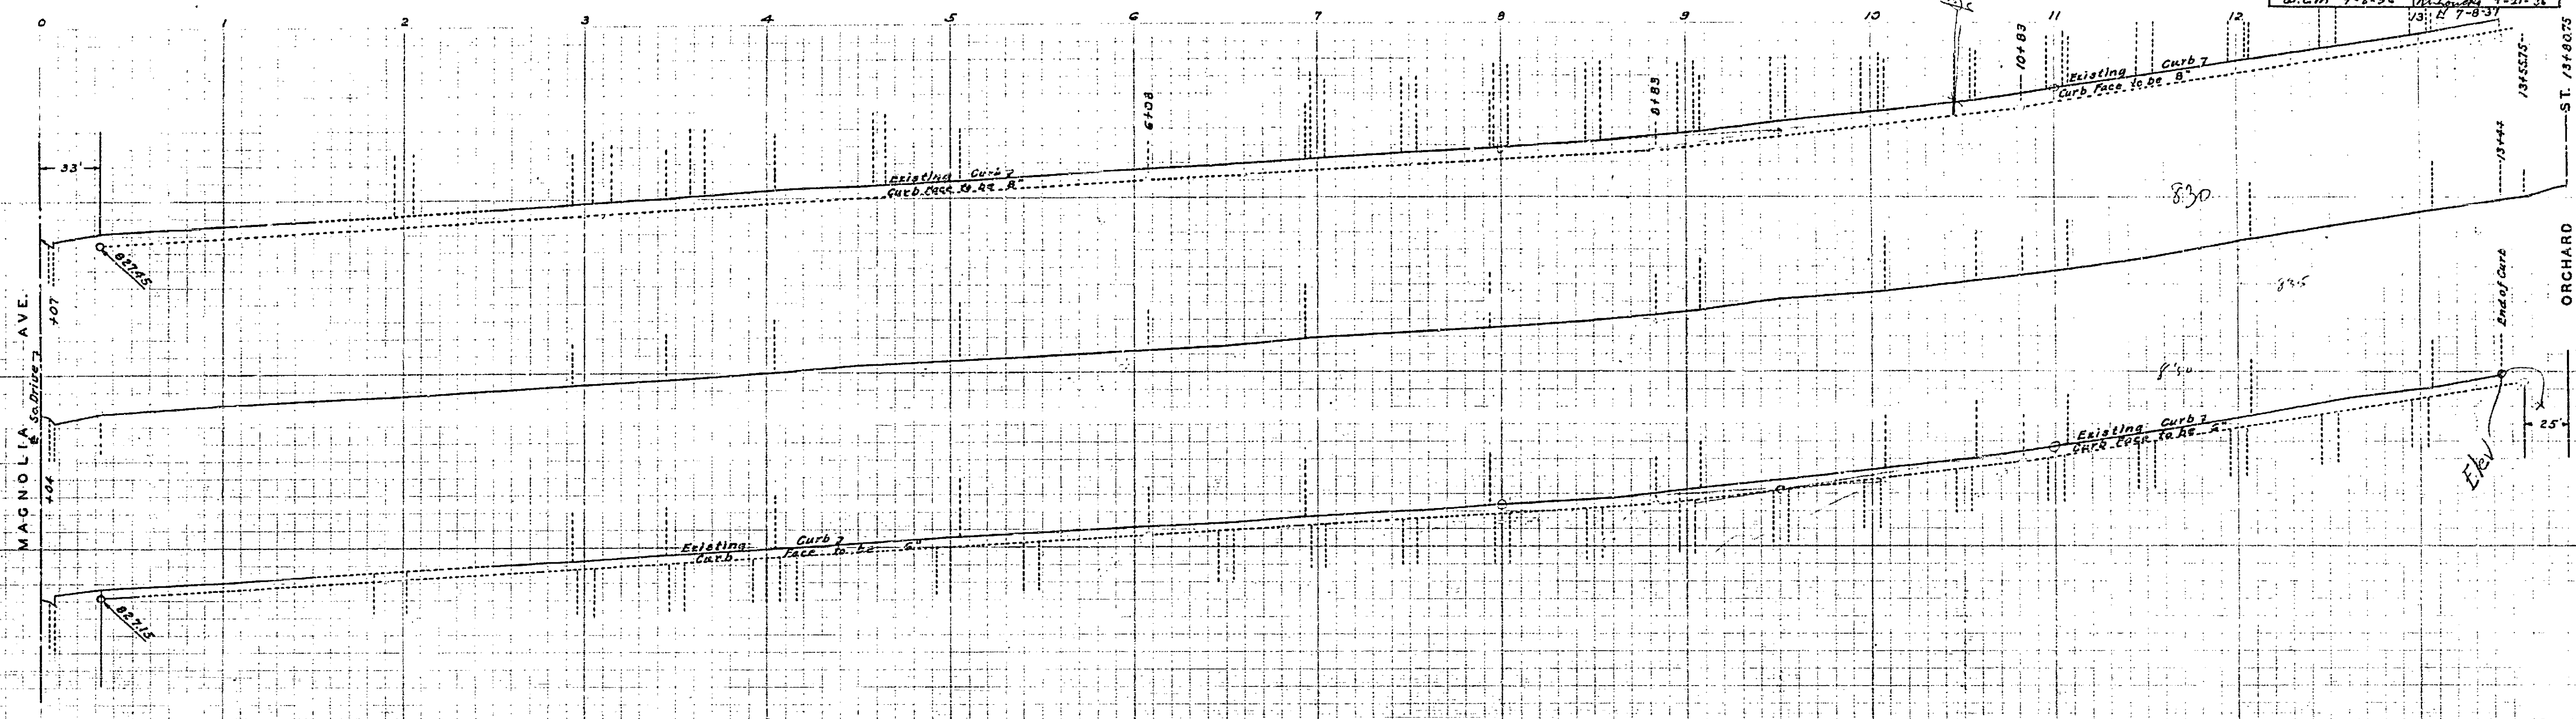 0 1 2 3 4 5 6 7 8 9 10 11 12 13
7-8-37
Existing Curb
Curb Face to be 8"
10+83
13+55.75
ORCHARD ST. 13+80.75
8+83
6+08
33'
Existing Curb
Curb Face to be 8"
13+44
830
827.45
+07
End of Curb
MAGNOLIA AVE.
So. Drive
+04
Existing Curb
Curb Face to be 6"
25'
Elev
Existing Curb
Curb Face to be 6"
827.15